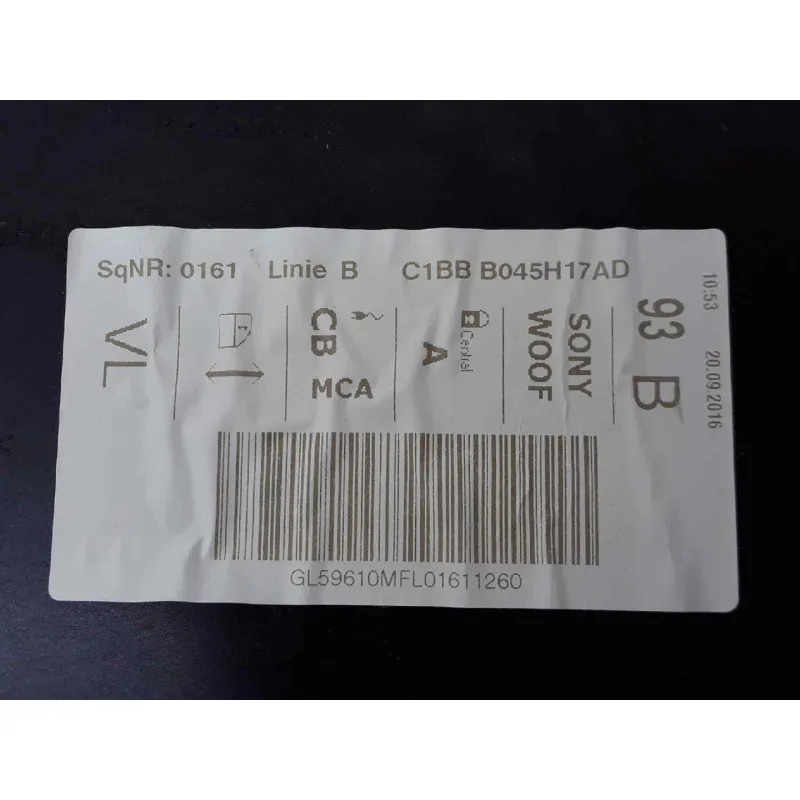 SqNR: 0161 Linie B C1BB B045H17AD
VL
CB
MCA
Central
A
SONY
WOOF
93 B
10:53 20.09.2016
GL59610MFL01611260